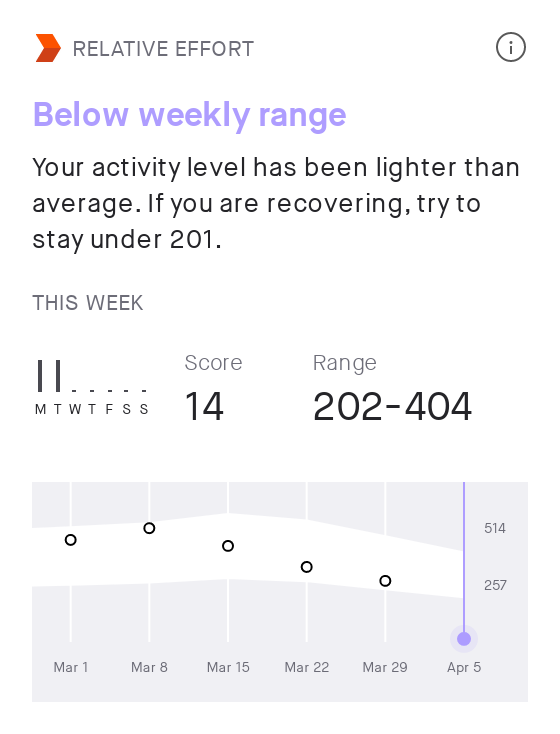 RELATIVE EFFORT
Below weekly range
Your activity level has been lighter than
average. If you are recovering, try to
stay under 201.
THIS WEEK
Score
Range
14
202-404
M T W T F S S
514
257
Mar 1
Mar 8
Mar 15
Mar 22
Mar 29
Apr 5